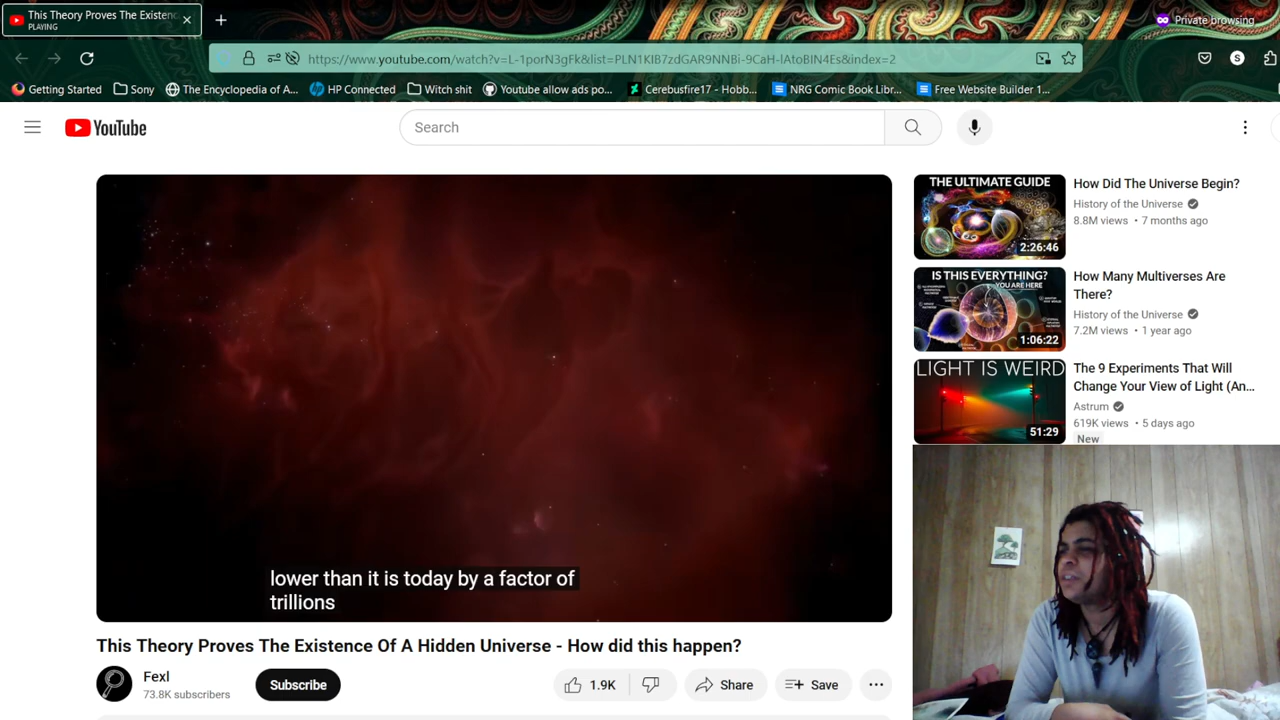 This Theory Proves The Existenc
PLAYING
Private browsing
https://www.youtube.com/watch?v=L-1porN3gFk&list=PLN1KIB7zdGAR9NNBi-9CaH-lAtoBIN4Es&index=2
Getting Started
Sony
The Encyclopedia of A...
HP Connected
Witch shit
Youtube allow ads po...
Cerebusfire17 - Hobb...
NRG Comic Book Libr...
Free Website Builder 1...
YouTube
Search
lower than it is today by a factor of
trillions
This Theory Proves The Existence Of A Hidden Universe - How did this happen?
Fexl
73.8K subscribers
Subscribe
1.9K
Share
Save
THE ULTIMATE GUIDE
2:26:46
How Did The Universe Begin?
History of the Universe
8.8M views • 7 months ago
IS THIS EVERYTHING?
YOU ARE HERE
1:06:22
How Many Multiverses Are
There?
History of the Universe
7.2M views • 1 year ago
LIGHT IS WEIRD
51:29
The 9 Experiments That Will
Change Your View of Light (An...
Astrum
619K views • 5 days ago
New